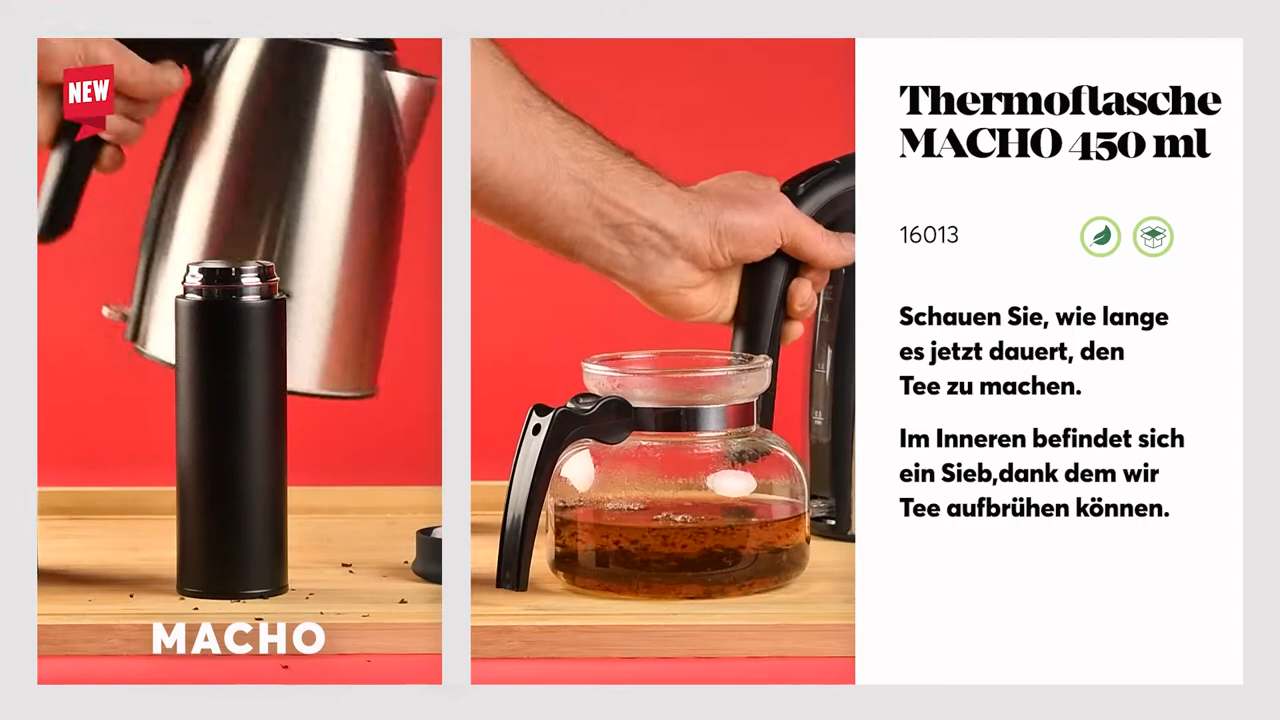 NEW
MACHO
Thermoflasche
MACHO 450 ml
16013
Schauen Sie, wie lange
es jetzt dauert, den
Tee zu machen.
Im Inneren befindet sich
ein Sieb,dank dem wir
Tee aufbrühen können.